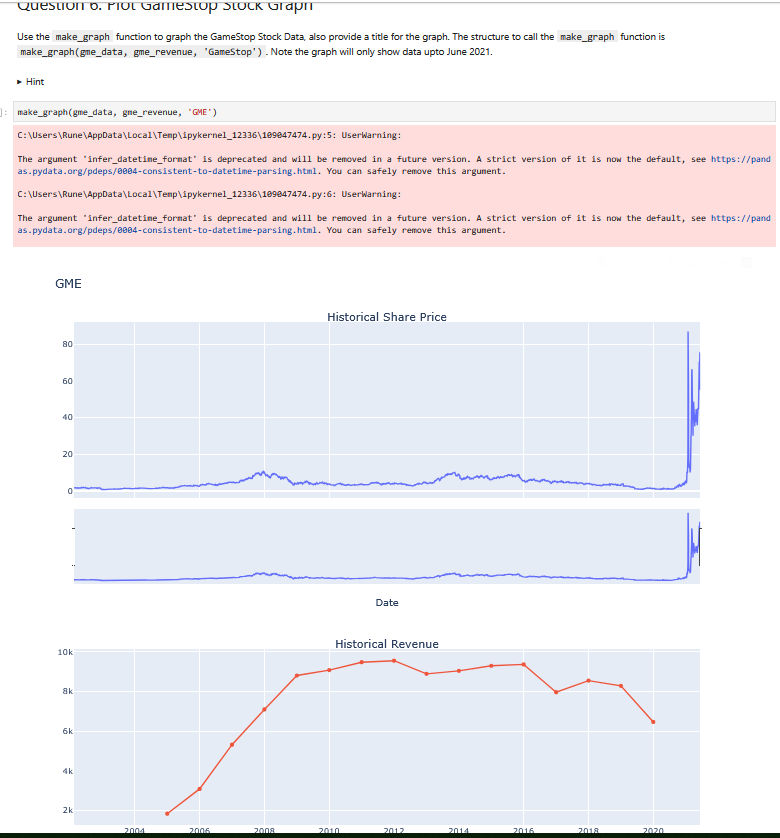 Question 6: Plot GameStop Stock Graph
Use the make_graph function to graph the GameStop Stock Data, also provide a title for the graph. The structure to call the make_graph function is
make_graph(gme_data, gme_revenue, 'GameStop') . Note the graph will only show data upto June 2021.
▸ Hint
]: make_graph(gme_data, gme_revenue, 'GME')
C:\Users\Rune\AppData\Local\Temp\ipykernel_12336\109047474.py:5: UserWarning:
The argument 'infer_datetime_format' is deprecated and will be removed in a future version. A strict version of it is now the default, see https://pand
as.pydata.org/pdeps/0004-consistent-to-datetime-parsing.html. You can safely remove this argument.
C:\Users\Rune\AppData\Local\Temp\ipykernel_12336\109047474.py:6: UserWarning:
The argument 'infer_datetime_format' is deprecated and will be removed in a future version. A strict version of it is now the default, see https://pand
as.pydata.org/pdeps/0004-consistent-to-datetime-parsing.html. You can safely remove this argument.
GME
Historical Share Price
80
60
40
20
0
Date
Historical Revenue
10k
8k
6k
4k
2k
2004 2006 2008 2010 2012 2014 2016 2018 2020